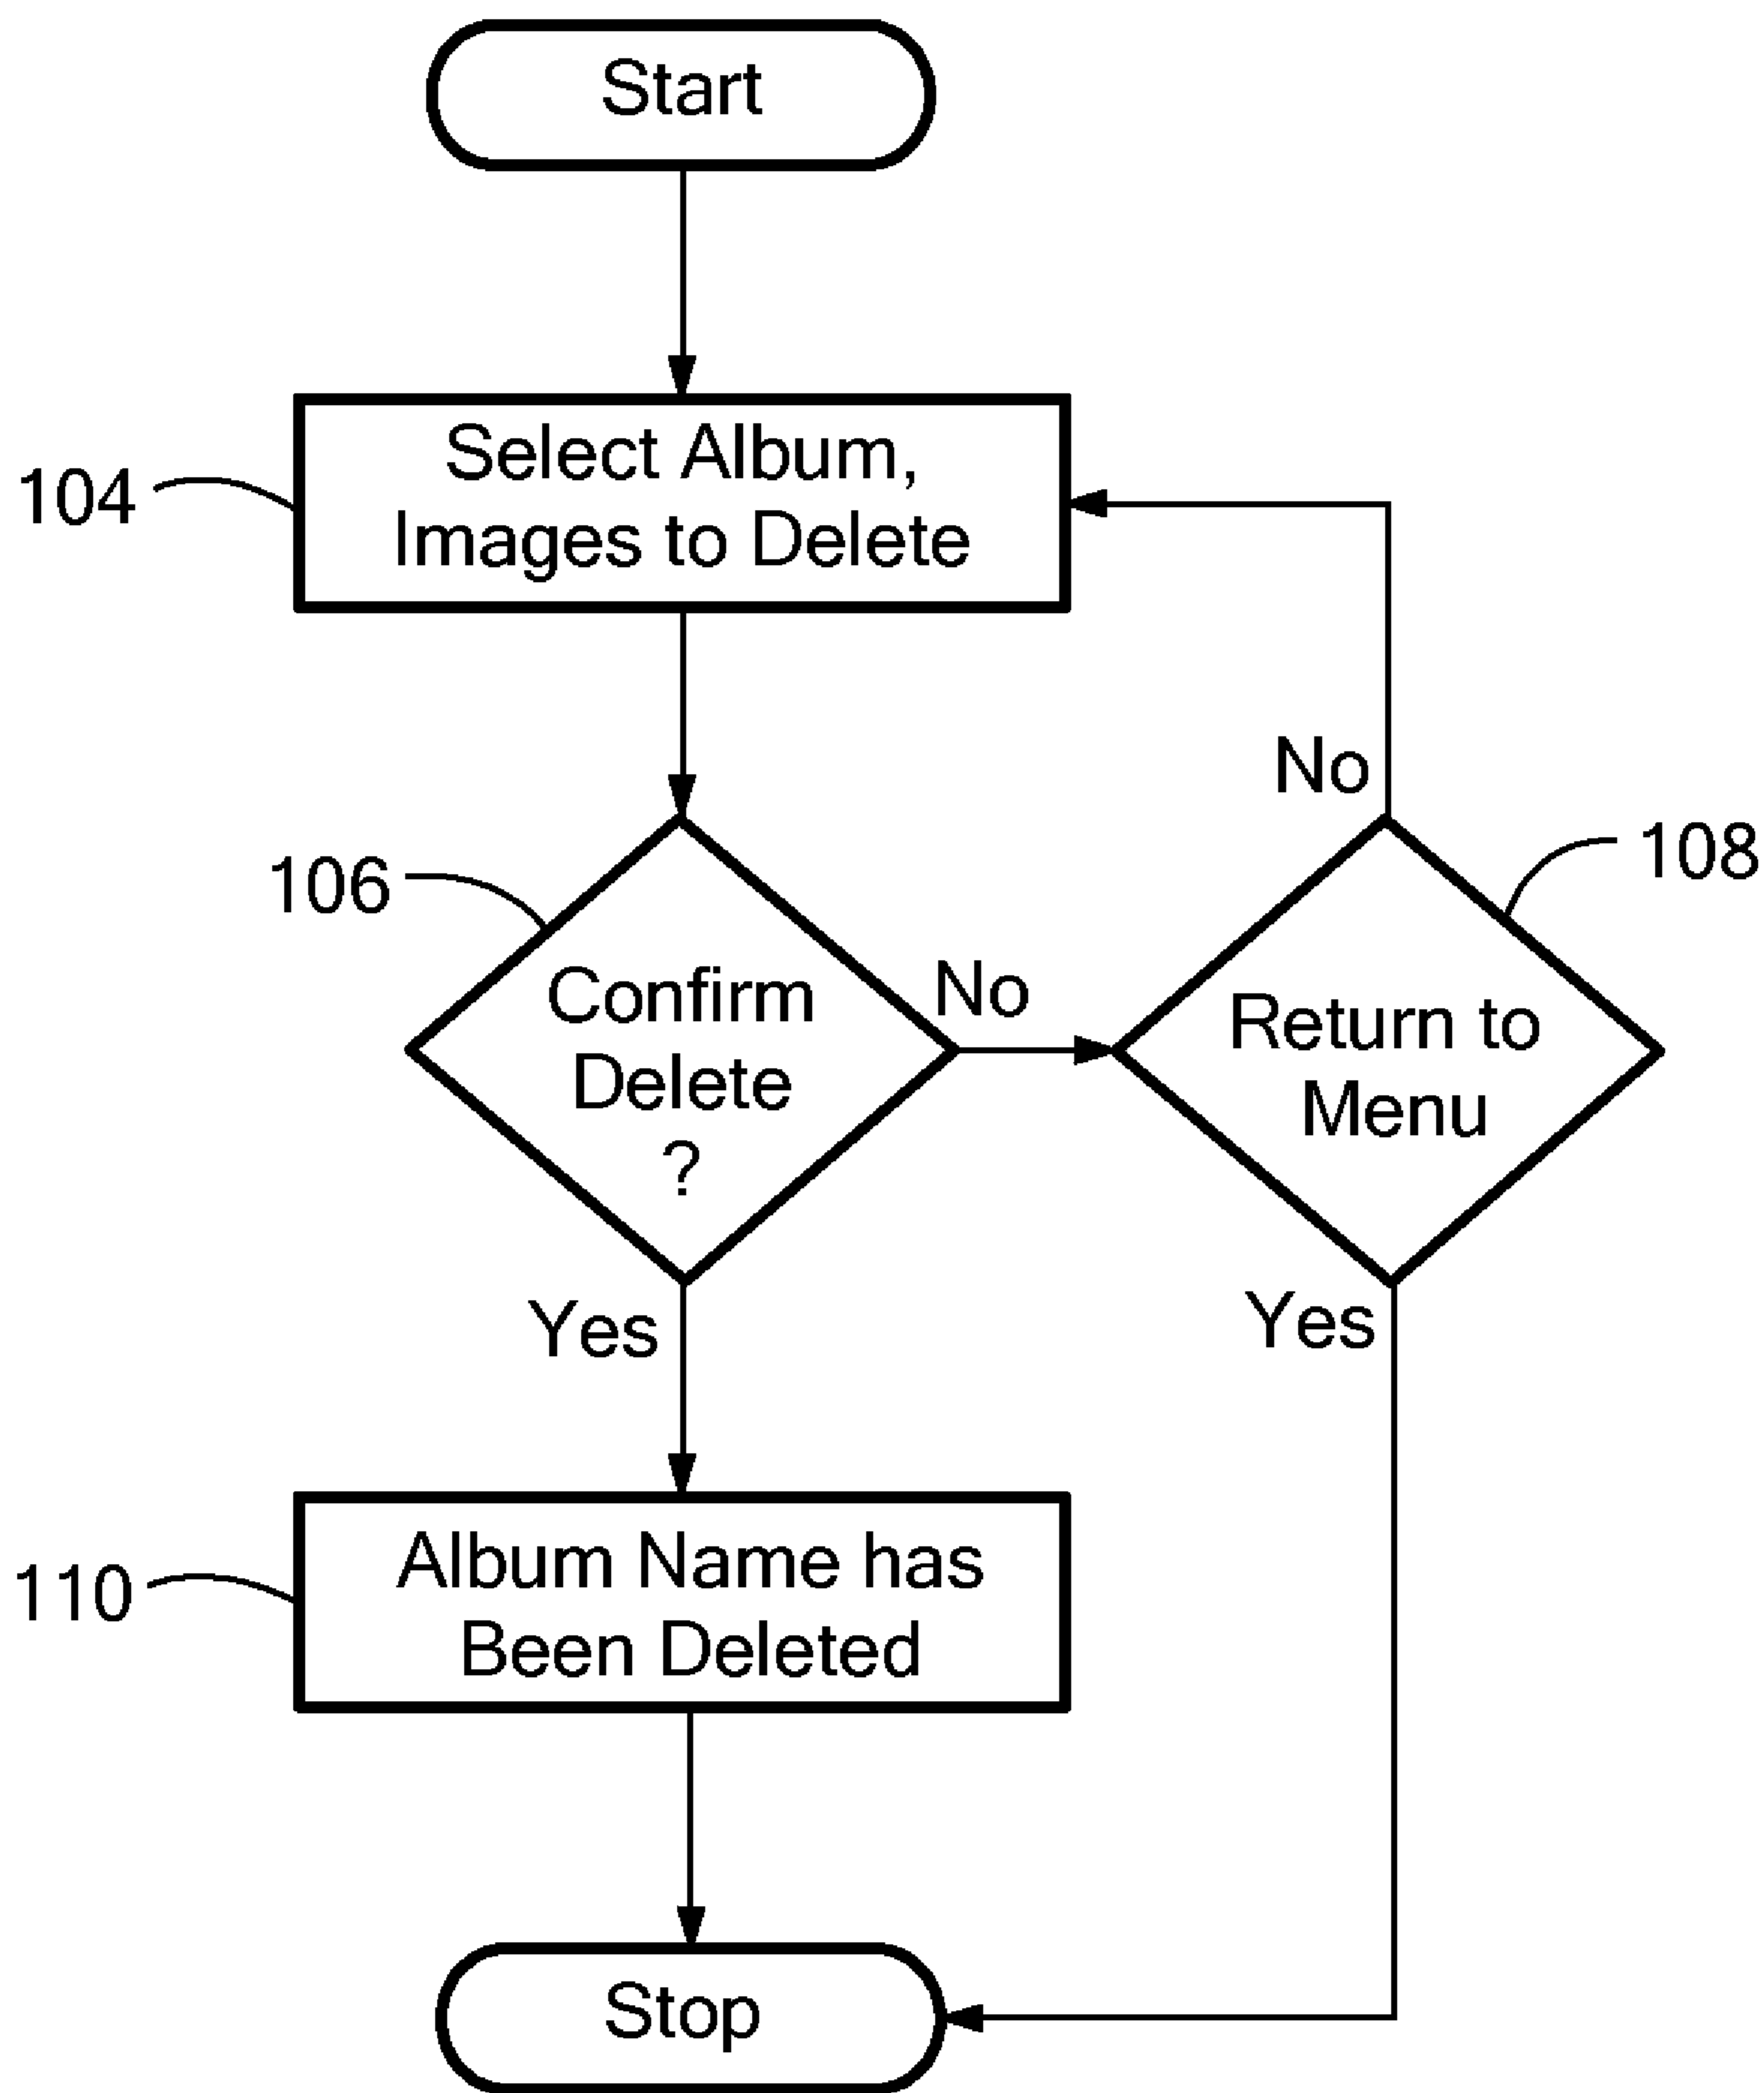 Start
104
Select Album,
Images to Delete
No
106
108
Confirm
Delete
?
No
Return to
Menu
Yes
Yes
110
Album Name has
Been Deleted
Stop